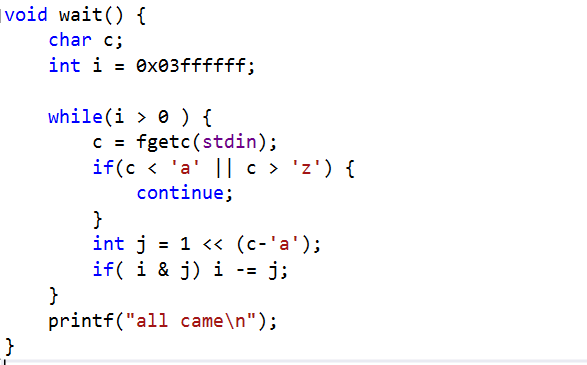 void wait() {
    char c;
    int i = 0x03ffffff;

    while(i > 0 ) {
        c = fgetc(stdin);
        if(c < 'a' || c > 'z') {
            continue;
        }
        int j = 1 << (c-'a');
        if( i & j) i -= j;
    }
    printf("all came\n");
}